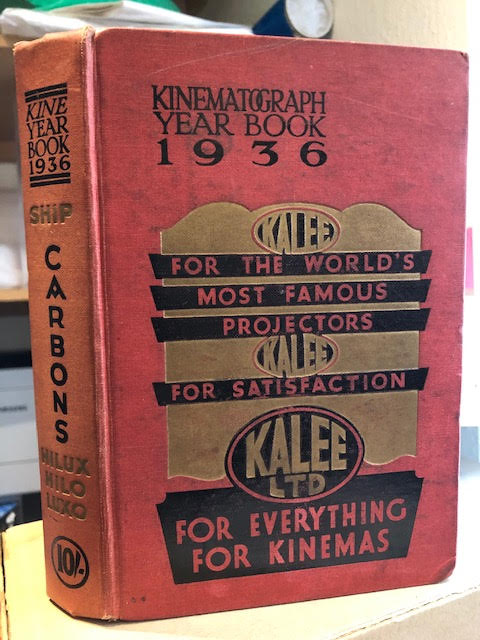 KINE
YEAR
BOOK
1936
SHIP
CARBONS
HILUX
HILO
LUXO
10/-
KINEMATOGRAPH
YEAR BOOK
1936
KALEE
FOR THE WORLD'S
MOST FAMOUS
PROJECTORS
KALEE
FOR SATISFACTION
KALEE
LTD
FOR EVERYTHING
FOR KINEMAS